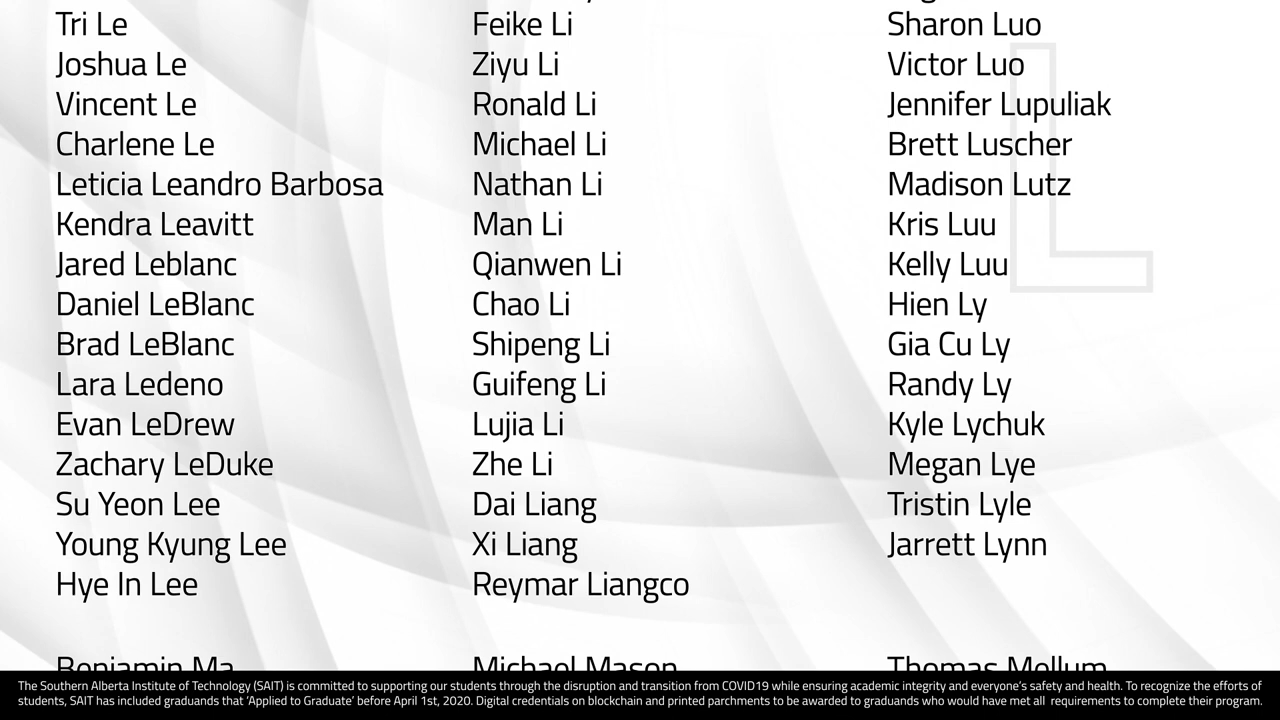 Tri Le
Joshua Le
Vincent Le
Charlene Le
Leticia Leandro Barbosa
Kendra Leavitt
Jared Leblanc
Daniel LeBlanc
Brad LeBlanc
Lara Ledeno
Evan LeDrew
Zachary LeDuke
Su Yeon Lee
Young Kyung Lee
Hye In Lee
Benjamin Ma
Feike Li
Ziyu Li
Ronald Li
Michael Li
Nathan Li
Man Li
Qianwen Li
Chao Li
Shipeng Li
Guifeng Li
Lujia Li
Zhe Li
Dai Liang
Xi Liang
Reymar Liangco
Michael Mason
Sharon Luo
Victor Luo
Jennifer Lupuliak
Brett Luscher
Madison Lutz
Kris Luu
Kelly Luu
Hien Ly
Gia Cu Ly
Randy Ly
Kyle Lychuk
Megan Lye
Tristin Lyle
Jarrett Lynn
Thomas
L
The Southern Alberta Institute of Technology (SAIT) is committed to supporting our students through the disruption and transition from COVID19 while ensuring academic integrity and everyone's safety and health. To recognize the efforts of
students, SAIT has included graduands that 'Applied to Graduate' before April 1st, 2020. Digital credentials on blockchain and printed parchments to be awarded to graduands who would have met all requirements to complete their program.